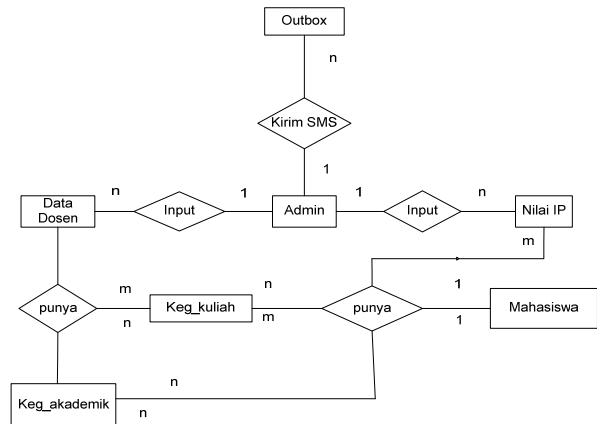 Outbox
n
Kirim SMS
1
n
1
1
n
Data
Dosen
Input
Admin
Input
Nilai IP
m
m
n
1
punya
Keg_kuliah
punya
Mahasiswa
n
m
1
n
Keg_akademik
n